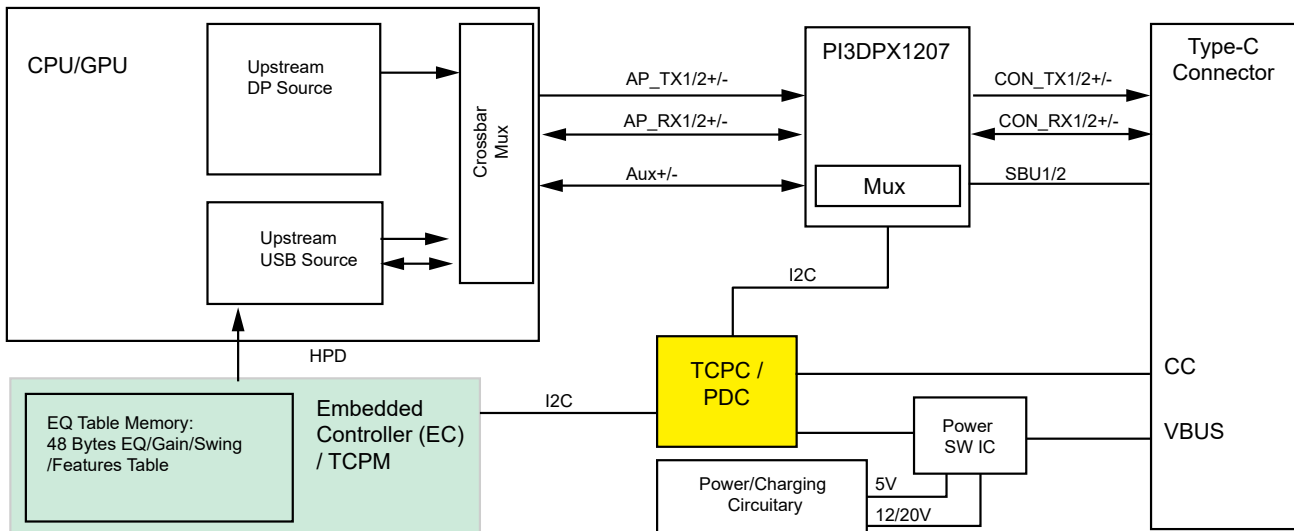 CPU/GPU
Upstream
DP Source
Upstream
USB Source
Crossbar
Mux
AP_TX1/2+/-
AP_RX1/2+/-
Aux+/-
PI3DPX1207
Mux
CON_TX1/2+/-
CON_RX1/2+/-
SBU1/2
Type-C
Connector
I2C
HPD
TCPC /
PDC
CC
VBUS
I2C
EQ Table Memory:
48 Bytes EQ/Gain/Swing
/Features Table
Embedded
Controller (EC)
/ TCPM
Power
SW IC
Power/Charging
Circuitary
5V
12/20V